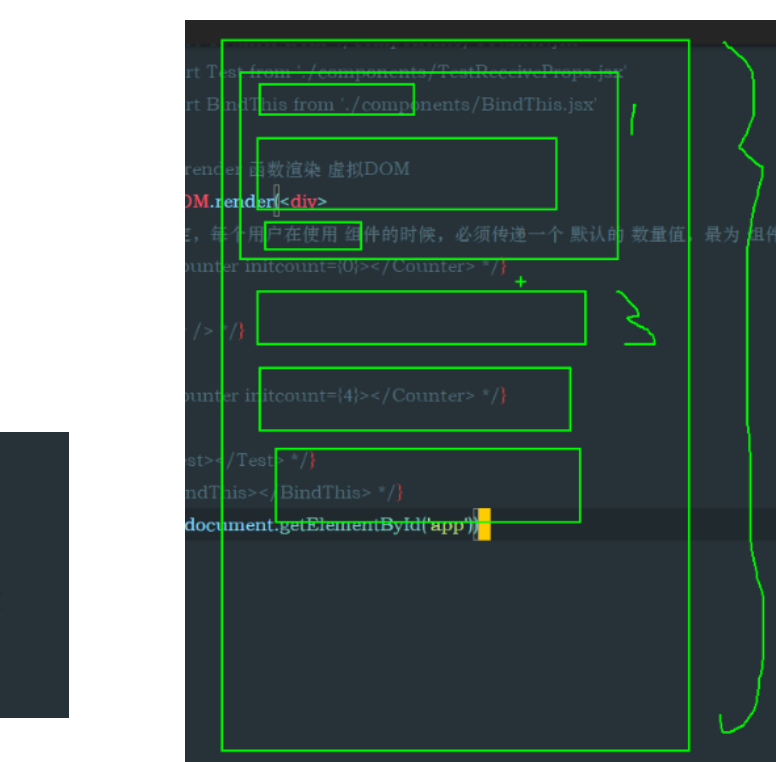 rt Test from './components/TestReceiveProps.jsx'
rt BindThis from './components/BindThis.jsx'
render 函数渲染 虚拟DOM
OM.render(<div>
，每个用户在使用 组件的时候，必须传递一个 默认的 数量值，最为 组件
ounter initcount={0}></Counter> */}
/> */}
ounter initcount={4}></Counter> */}
est></Test> */}
ndThis></BindThis> */}
document.getElementById('app'))
1
3